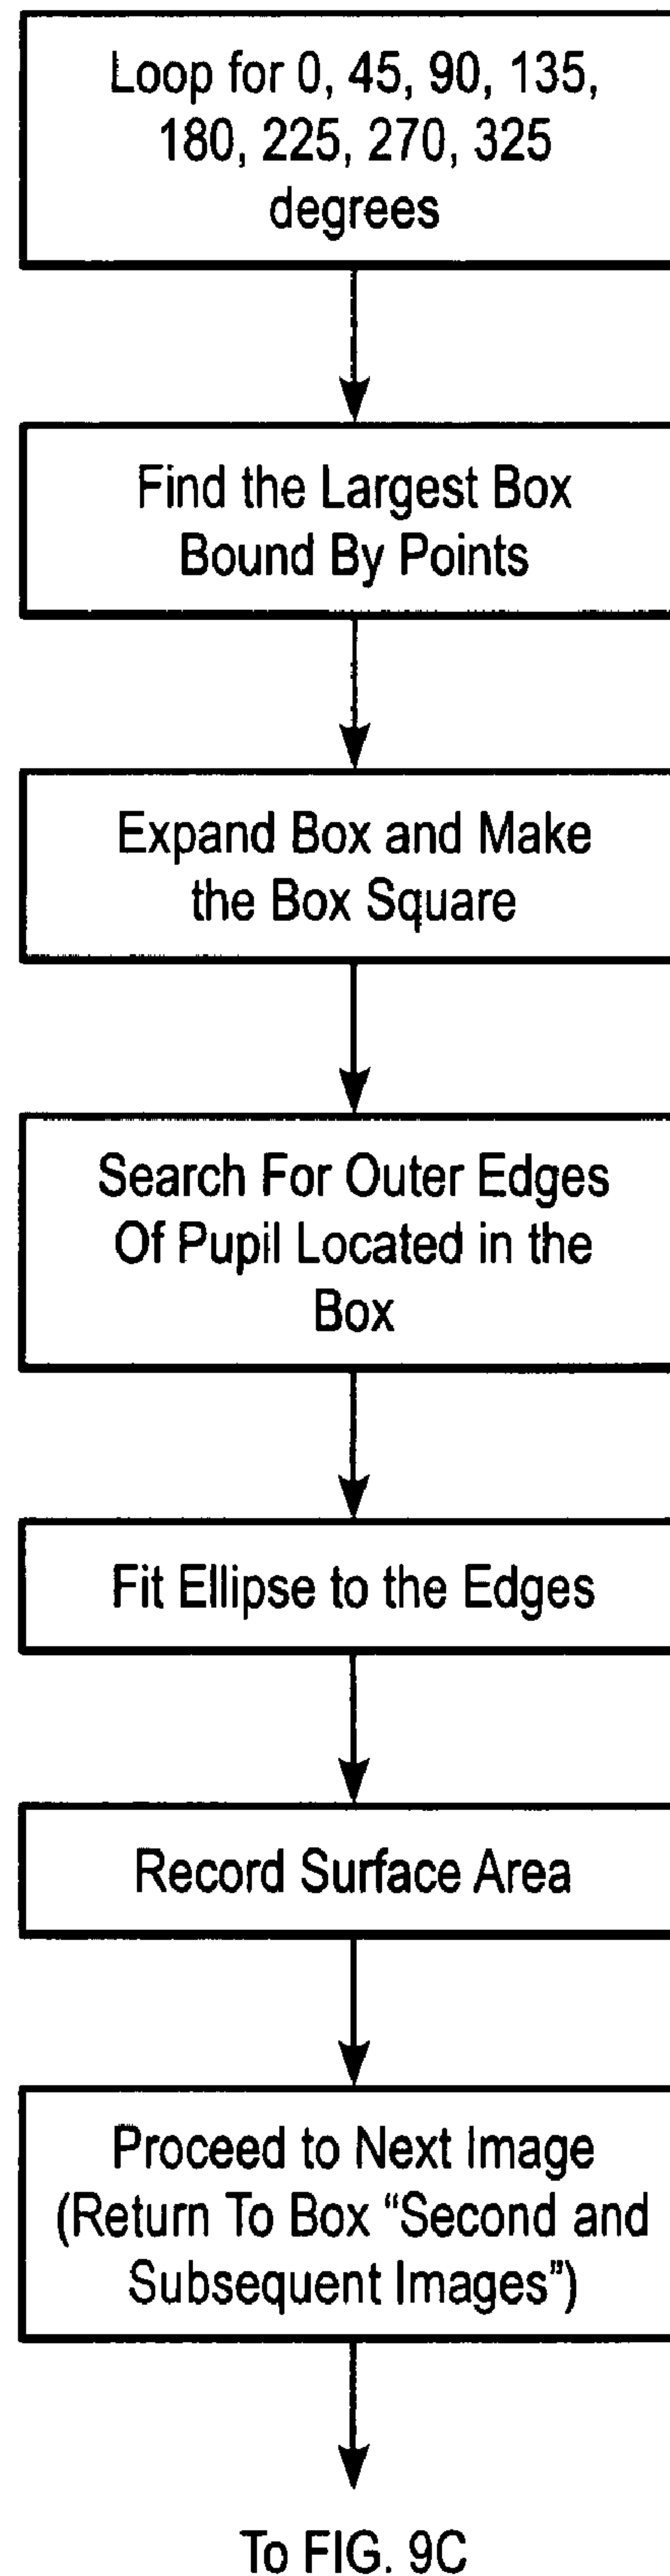 Loop for 0, 45, 90, 135,
180, 225, 270, 325
degrees
Find the Largest Box
Bound By Points
Expand Box and Make
the Box Square
Search For Outer Edges
Of Pupil Located in the
Box
Fit Ellipse to the Edges
Record Surface Area
Proceed to Next Image
(Return To Box “Second and
Subsequent Images”)
To FIG. 9C